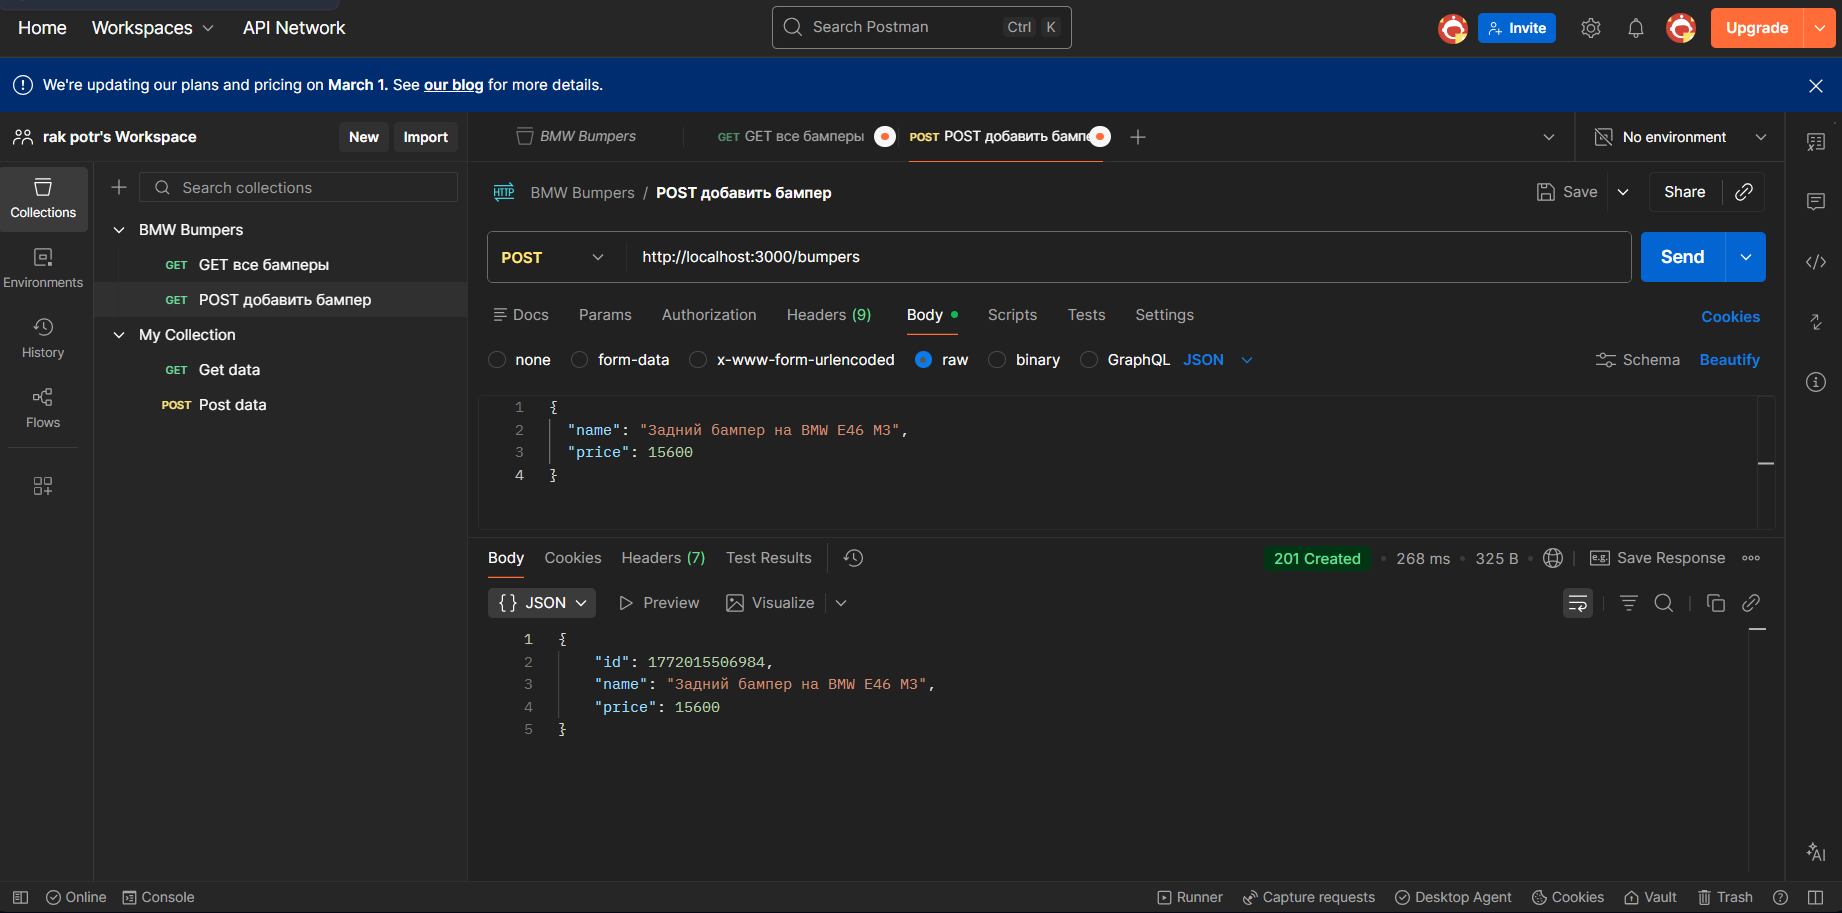 Home Workspaces API Network Search Postman Ctrl K Invite Upgrade
We're updating our plans and pricing on March 1. See our blog for more details.
rak potr's Workspace New Import
BMW Bumpers GET GET все бамперы POST POST добавить бампе No environment
Collections
Environments
History
Flows
Search collections
BMW Bumpers
GET GET все бамперы
GET POST добавить бампер
My Collection
GET Get data
POST Post data
HTTP BMW Bumpers / POST добавить бампер Save Share
POST http://localhost:3000/bumpers Send
Docs Params Authorization Headers (9) Body Scripts Tests Settings Cookies
none form-data x-www-form-urlencoded raw binary GraphQL JSON Schema Beautify
1 {
2 "name": "Задний бампер на BMW E46 M3",
3 "price": 15600
4 }
Body Cookies Headers (7) Test Results 201 Created 268 ms 325 B e.g. Save Response
{} JSON Preview Visualize
1 {
2 "id": 1772015506984,
3 "name": "Задний бампер на BMW E46 M3",
4 "price": 15600
5 }
AI
Online Console Runner Capture requests Desktop Agent Cookies Vault Trash